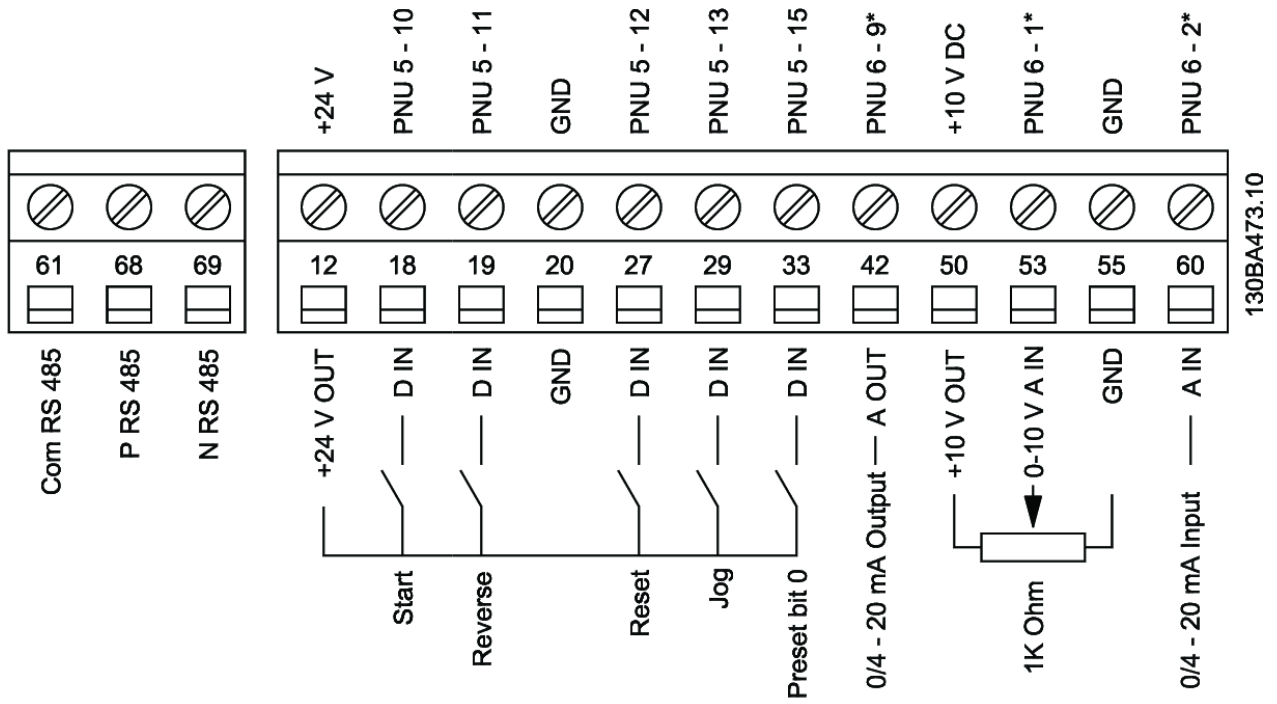 +24 V
PNU 5 - 10
PNU 5 - 11
GND
PNU 5 - 12
PNU 5 - 13
PNU 5 - 15
PNU 6 - 9*
+10 V DC
PNU 6 - 1*
GND
PNU 6 - 2*
61
68
69
12
18
19
20
27
29
33
42
50
53
55
60
Com RS 485
P RS 485
N RS 485
+24 V OUT
D IN
D IN
GND
D IN
D IN
D IN
0/4 - 20 mA Output
A OUT
+10 V OUT
0-10 V A IN
GND
0/4 - 20 mA Input
A IN
Start
Reverse
Reset
Jog
Preset bit 0
1K Ohm
130BA473.10